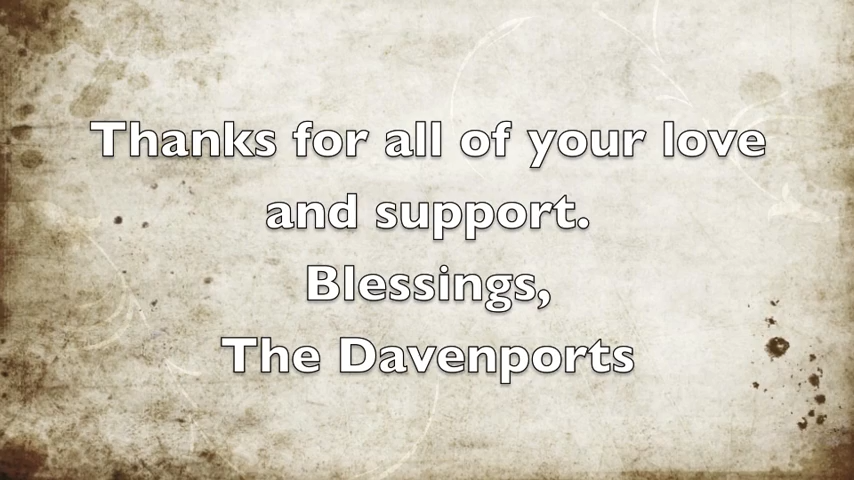 Thanks for all of your love
and support.
Blessings,
The Davenports